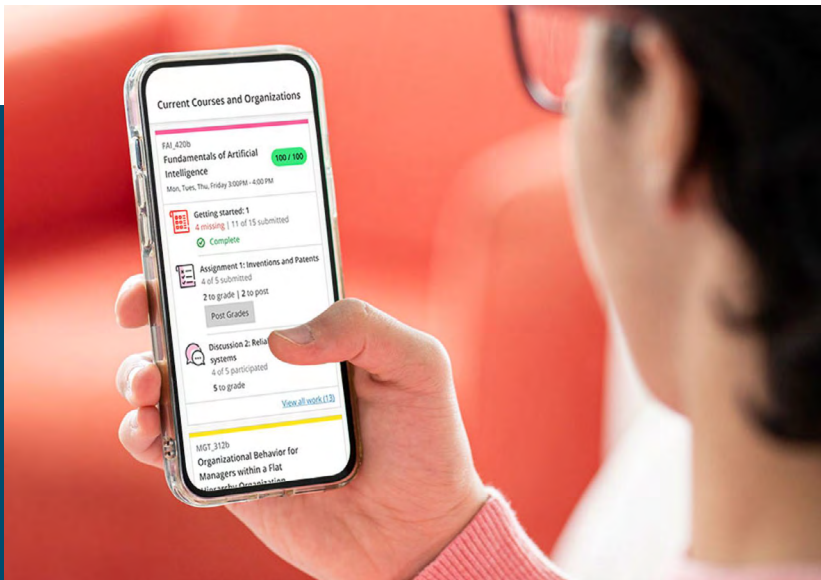 Current Courses and Organizations
FAI_420b
Fundamentals of Artificial
Intelligence
100 / 100
Mon, Tues, Thu, Friday 3:00PM - 4:00 PM
Getting started: 1
4 missing | 11 of 15 submitted
Complete
Assignment 1: Inventions and Patents
4 of 5 submitted
2 to grade | 2 to post
Post Grades
Discussion 2:
systems
4 of 5 participated
5 to grade
View all work (13)
MGT_312b
Organizational Behavior for
Managers within a Flat
Hierarchy Organization